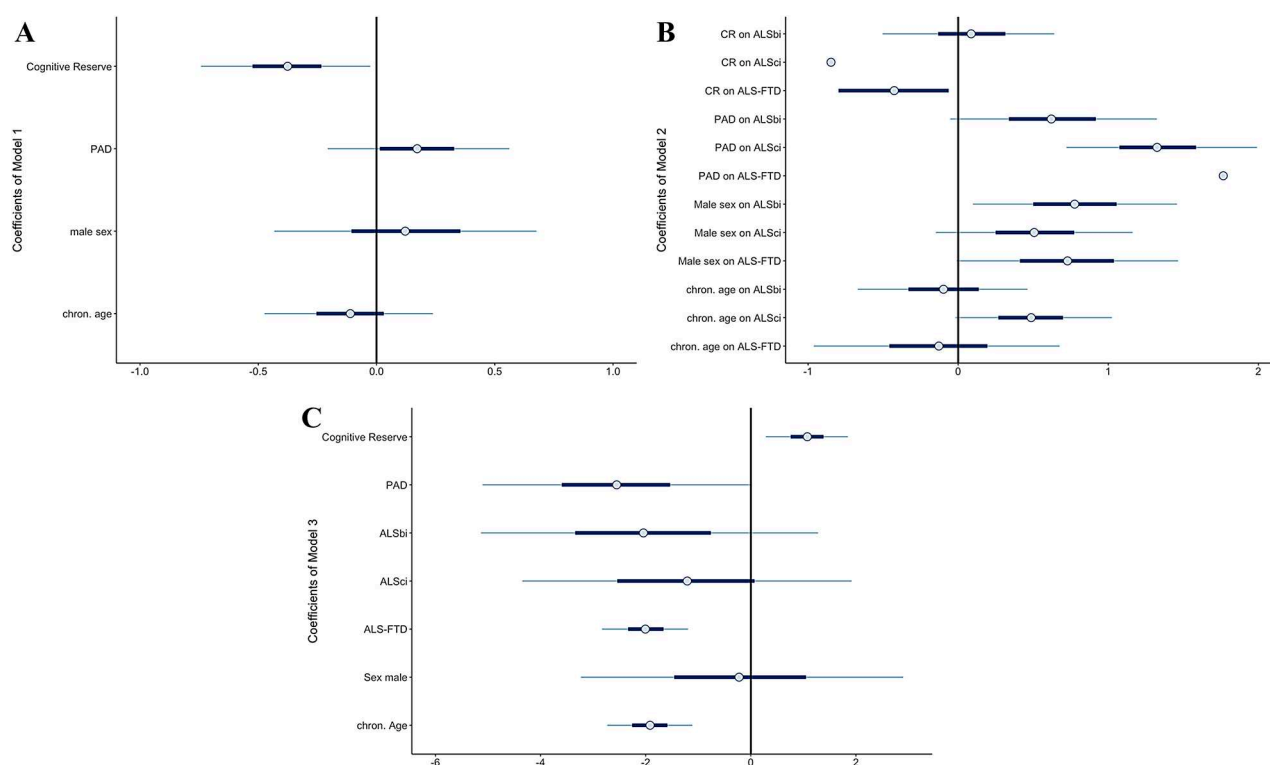 A
Coefficients of Model 1
Cognitive Reserve
PAD
male sex
chron. age
-1.0 -0.5 0.0 0.5 1.0
B
Coefficients of Model 2
CR on ALSbi
CR on ALSci
CR on ALS-FTD
PAD on ALSbi
PAD on ALSci
PAD on ALS-FTD
Male sex on ALSbi
Male sex on ALSci
Male sex on ALS-FTD
chron. age on ALSbi
chron. age on ALSci
chron. age on ALS-FTD
-1 0 1 2
C
Coefficients of Model 3
Cognitive Reserve
PAD
ALSbi
ALSci
ALS-FTD
Sex male
chron. Age
-6 -4 -2 0 2